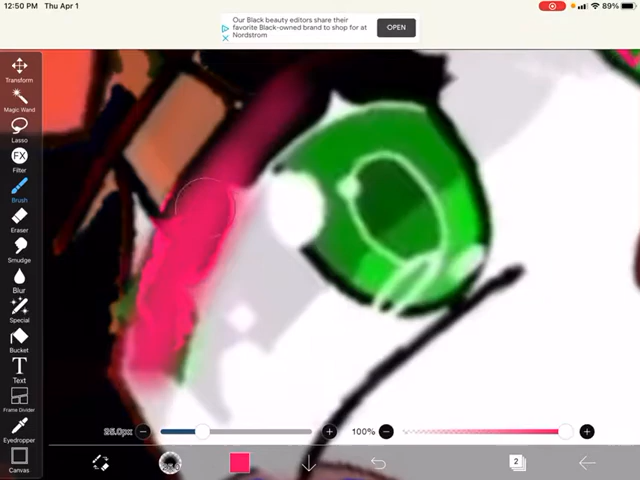 12:50 PM Thu Apr 1
89%
Our Black beauty editors share their
favorite Black-owned brand to shop for at
Nordstrom
OPEN
Transform
Magic Wand
Lasso
FX
Filter
Brush
Eraser
Smudge
Blur
Special
Bucket
T
Text
Frame Divider
Eyedropper
Canvas
100%
2